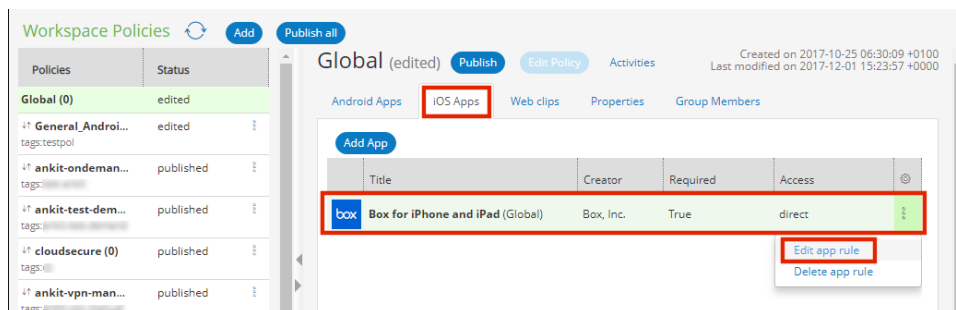 Workspace Policies
Add
Publish all
Policies
Status
Global (0)
edited
General_Androi...
edited
tags:testpol
ankit-ondeman...
published
tags:
ankit-test-dem...
published
tags:
cloudsecure (0)
published
tags:
ankit-vpn-man...
published
tags:
Global (edited)
Publish
Edit Policy
Activities
Created on 2017-10-25 06:30:09 +0100
Last modified on 2017-12-01 15:23:57 +0000
Android Apps
iOS Apps
Web clips
Properties
Group Members
Add App
Title
Creator
Required
Access
box
Box for iPhone and iPad (Global)
Box, Inc.
True
direct
Edit app rule
Delete app rule